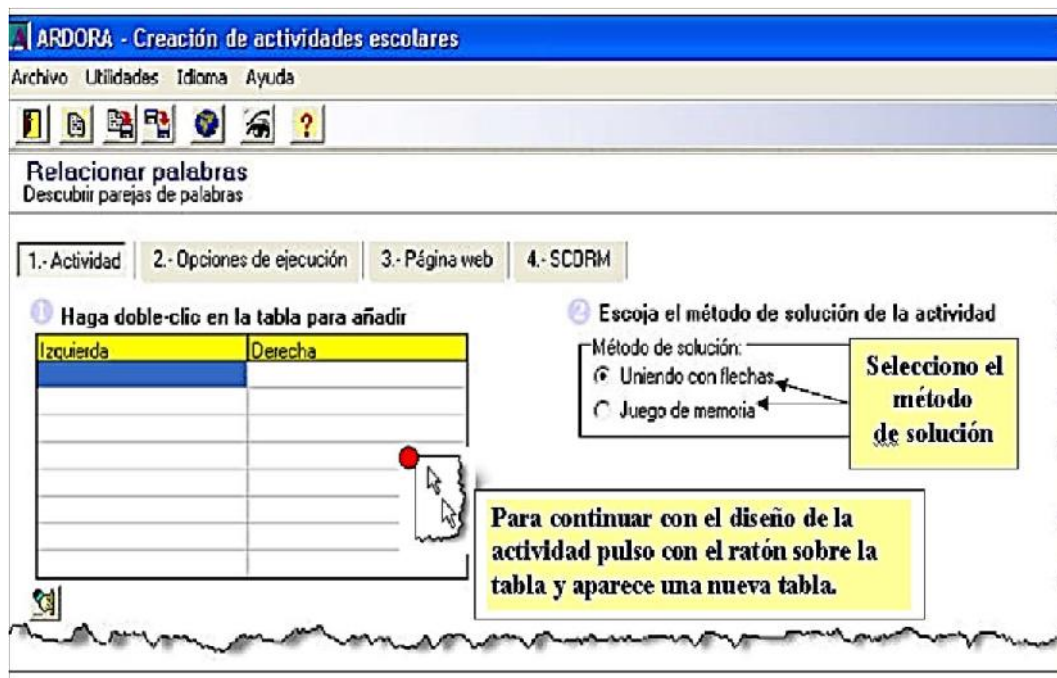 ARDORA - Creación de actividades escolares
Archivo Utilidades Idioma Ayuda
Relacionar palabras
Descubrir parejas de palabras
1.- Actividad 2.- Opciones de ejecución 3.- Página web 4.- SCORM
1 Haga doble-clic en la tabla para añadir
Izquierda Derecha
2 Escoja el método de solución de la actividad
Método de solución:
Uniendo con flechas
Juego de memoria
Selecciono el
método
de solución
Para continuar con el diseño de la
actividad pulso con el ratón sobre la
tabla y aparece una nueva tabla.